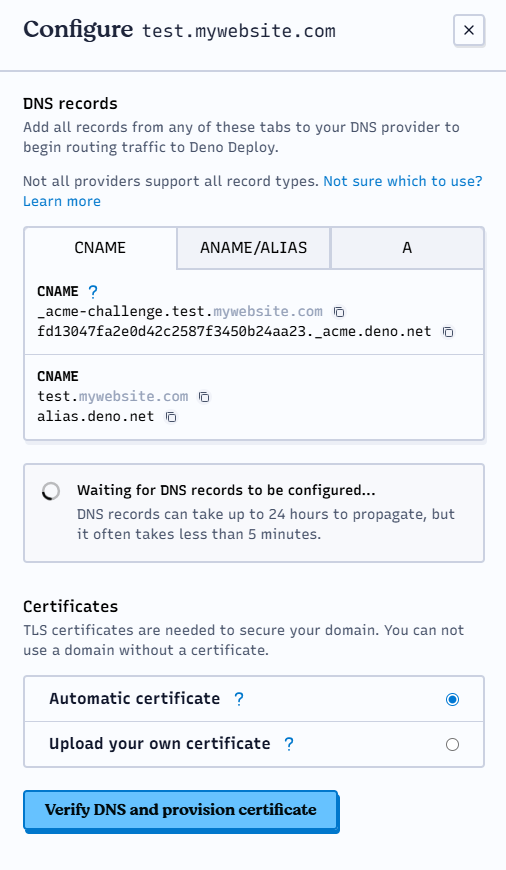 Configure test.mywebsite.com
DNS records
Add all records from any of these tabs to your DNS provider to
begin routing traffic to Deno Deploy.
Not all providers support all record types. Not sure which to use?
Learn more
CNAME ANAME/ALIAS A
CNAME ?
_acme-challenge.test.mywebsite.com
fd13047fa2e0d42c2587f3450b24aa23._acme.deno.net
CNAME
test.mywebsite.com
alias.deno.net
Waiting for DNS records to be configured...
DNS records can take up to 24 hours to propagate, but
it often takes less than 5 minutes.
Certificates
TLS certificates are needed to secure your domain. You can not
use a domain without a certificate.
Automatic certificate ?
Upload your own certificate ?
Verify DNS and provision certificate